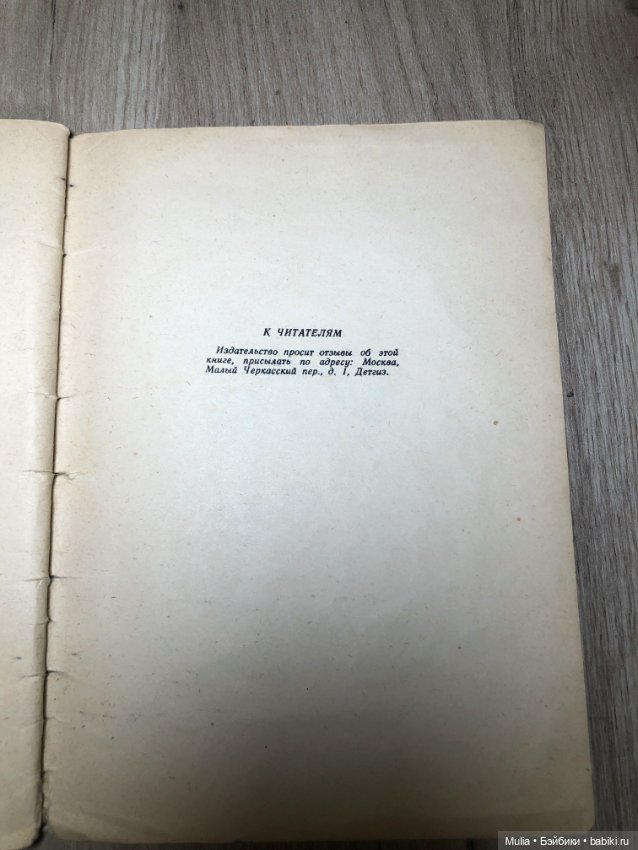 К ЧИТАТЕЛЯМ
Издательство просит отзывы об этой
книге, присылать по адресу: Москва,
Малый Черкасский пер., д. 1, Детгиз.
Mulia • Бэйбики • babiki.ru